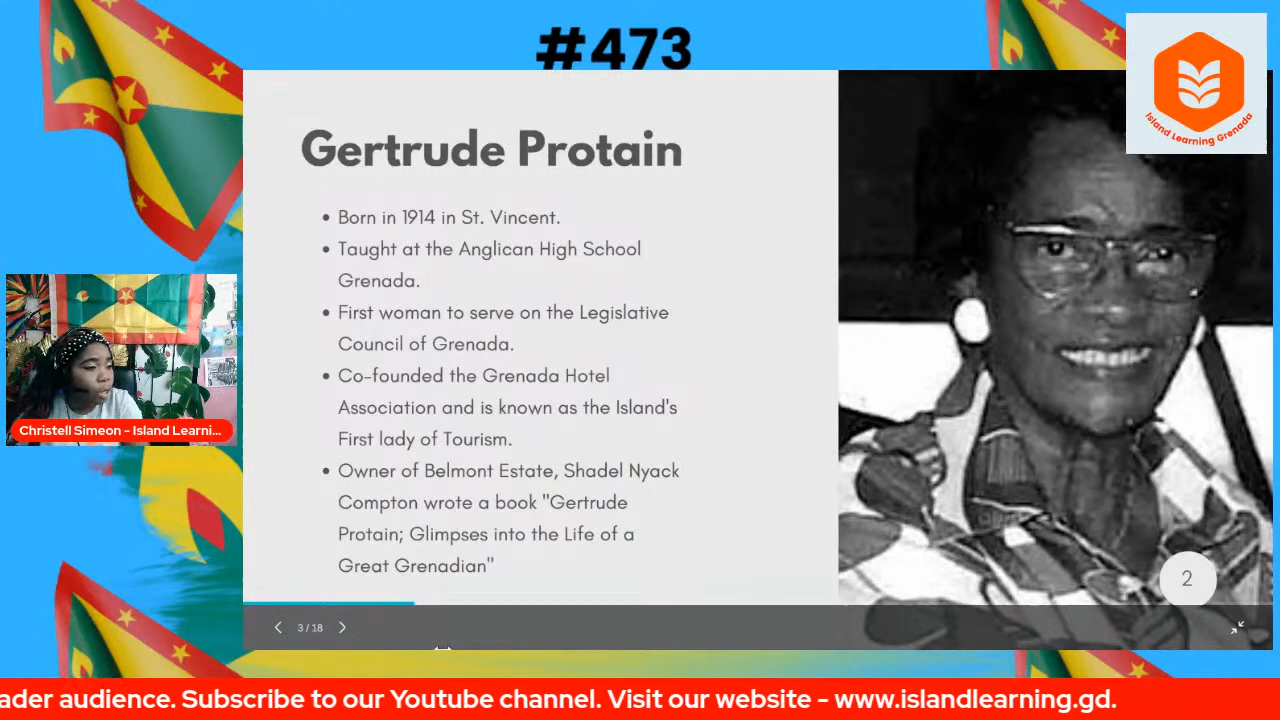 #473
Island Learning Grenada
Gertrude Protain
• Born in 1914 in St. Vincent.
• Taught at the Anglican High School
Grenada.
• First woman to serve on the Legislative
Council of Grenada.
• Co-founded the Grenada Hotel
Association and is known as the Island's
First lady of Tourism.
• Owner of Belmont Estate, Shadel Nyack
Compton wrote a book "Gertrude
Protain; Glimpses into the Life of a
Great Grenadian"
Christell Simeon - Island Learni...
2
3 / 18
ader audience. Subscribe to our Youtube channel. Visit our website - www.islandlearning.gd.